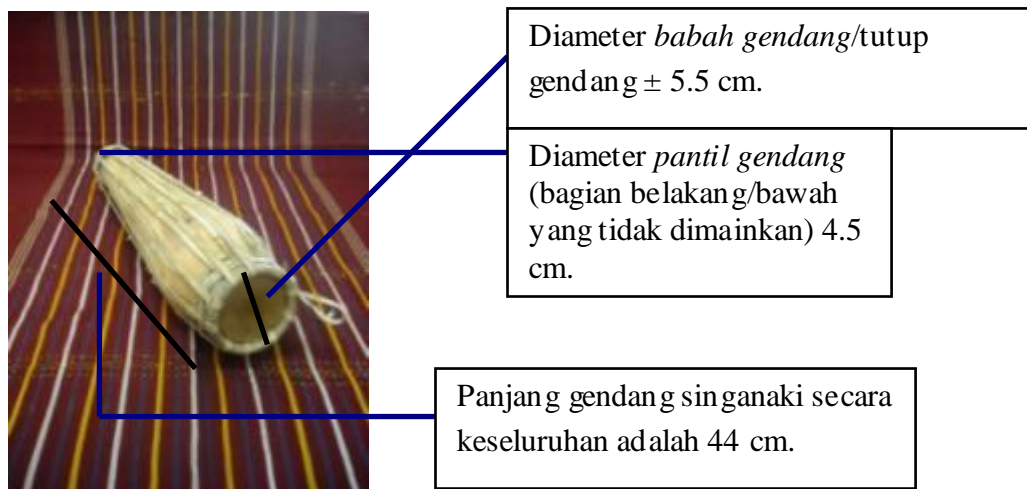 Diameter babah gendang/tutup
gendang ± 5.5 cm.
Diameter pantil gendang
(bagian belakang/bawah
yang tidak dimainkan) 4.5
cm.
Panjang gendang singanaki secara
keseluruhan adalah 44 cm.